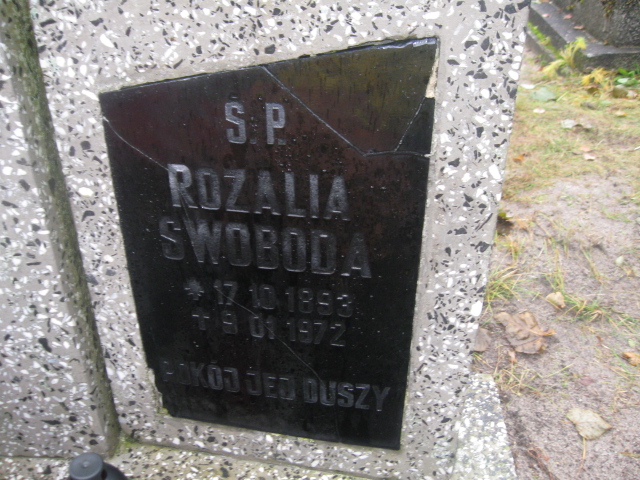 Ś.P.
ROZALIA
SWOBODA
* 17.10.1893
+ 9.01.1972
POKÓJ JEJ DUSZY